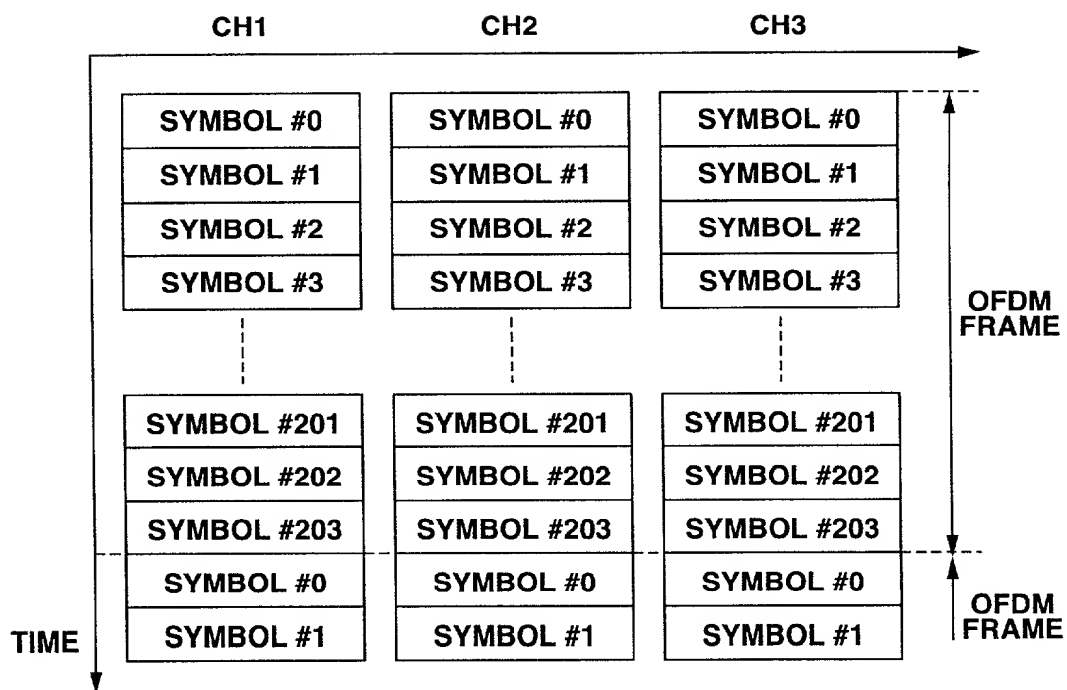 CH1 CH2 CH3
SYMBOL #0 SYMBOL #0 SYMBOL #0
SYMBOL #1 SYMBOL #1 SYMBOL #1
SYMBOL #2 SYMBOL #2 SYMBOL #2
SYMBOL #3 SYMBOL #3 SYMBOL #3
OFDM
FRAME
SYMBOL #201 SYMBOL #201 SYMBOL #201
SYMBOL #202 SYMBOL #202 SYMBOL #202
SYMBOL #203 SYMBOL #203 SYMBOL #203
SYMBOL #0 SYMBOL #0 SYMBOL #0
OFDM
FRAME
TIME SYMBOL #1 SYMBOL #1 SYMBOL #1